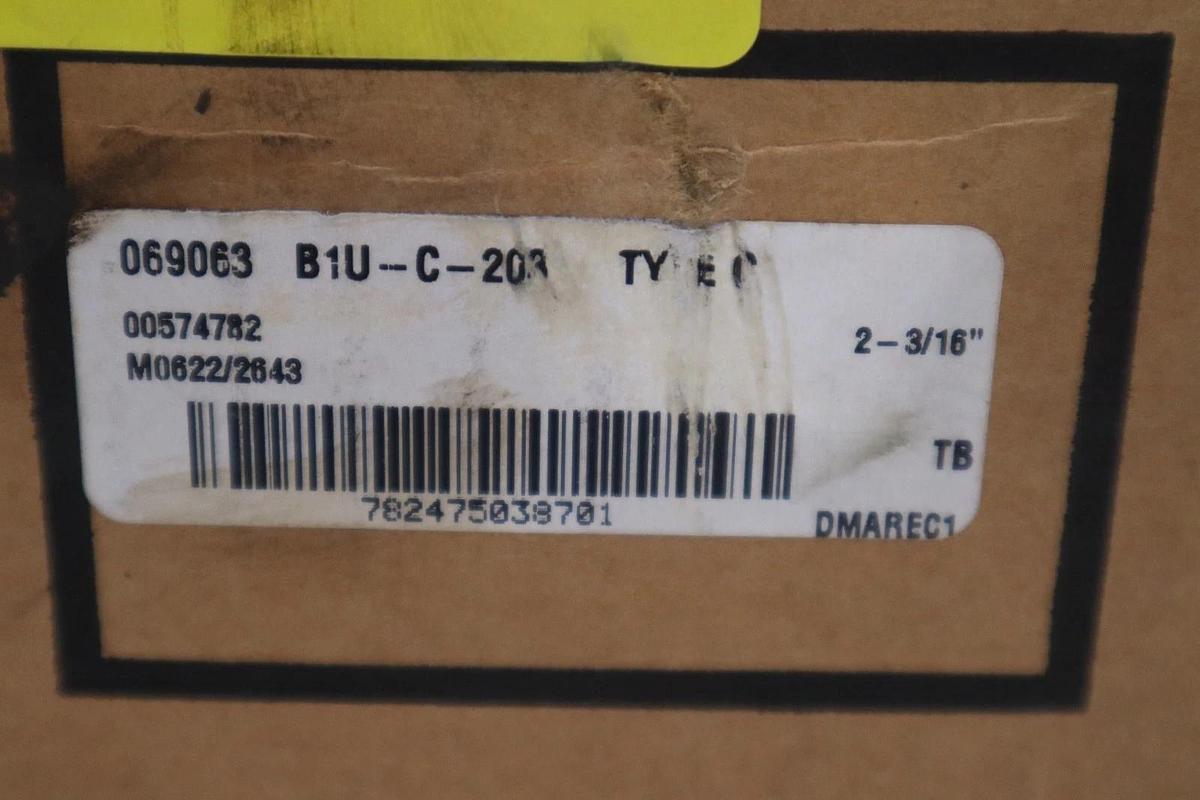 069063 B1U-C-203 TYPE C
00574782
2-3/16"
M0622/2643
TB
782475038701
DMAREC1